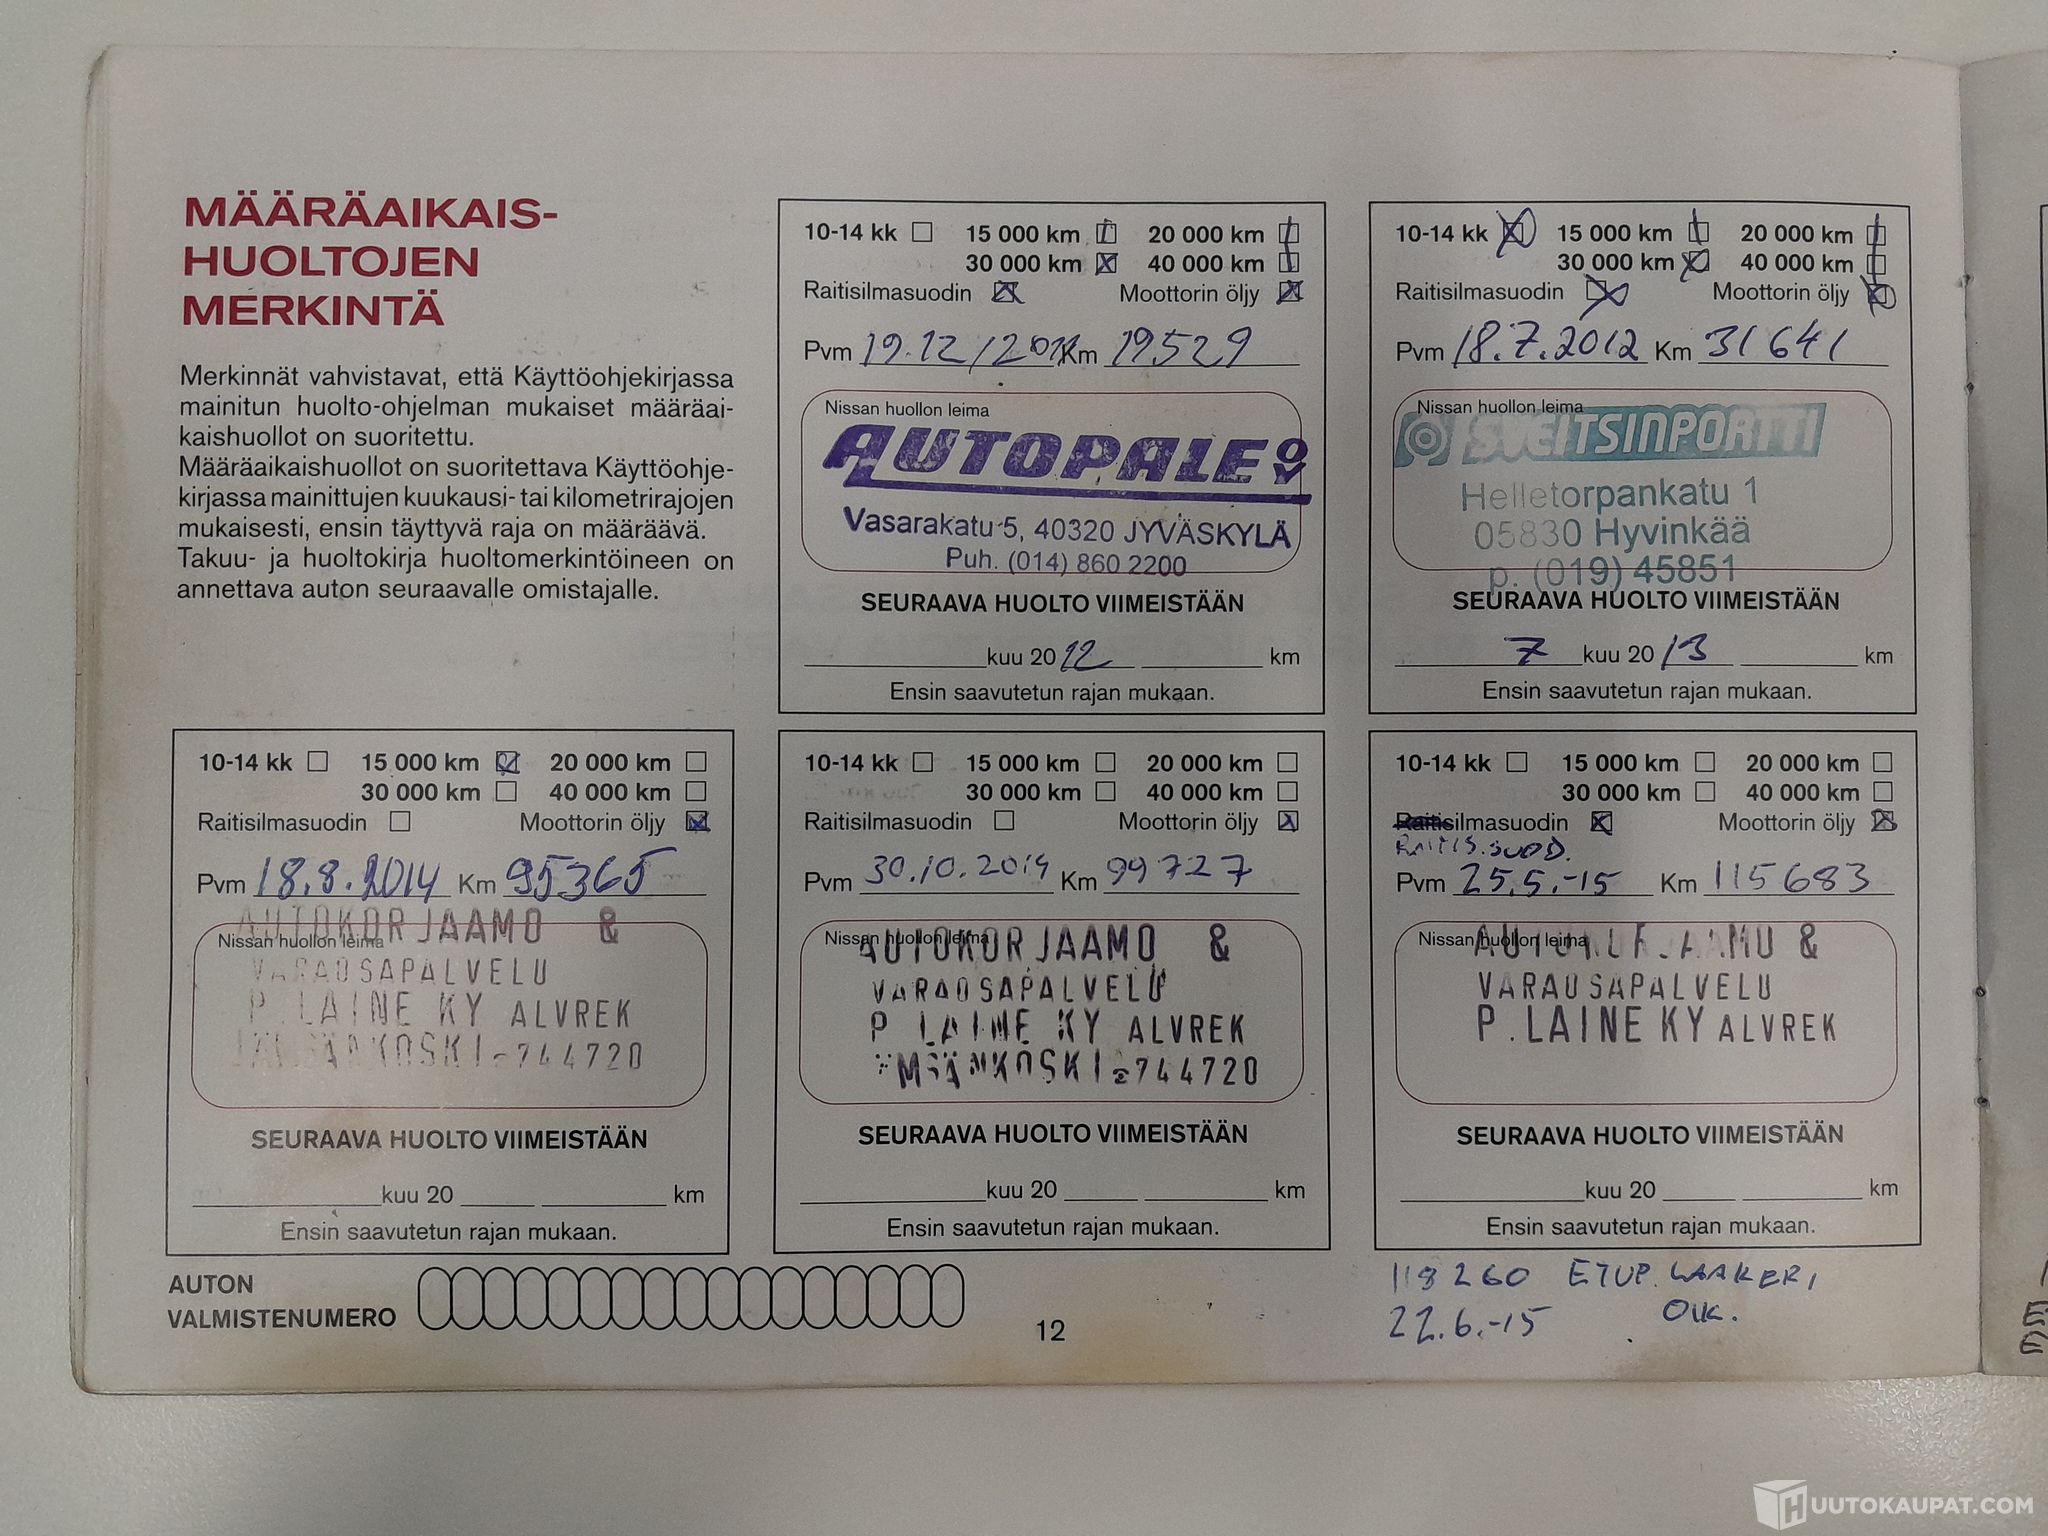 MÄÄRÄAIKAIS-
HUOLTOJEN
MERKINTÄ
Merkinnät vahvistavat, että Käyttöohjekirjassa
mainitun huolto-ohjelman mukaiset määräai-
kaishuollot on suoritettu.
Määräaikaishuollot on suoritettava Käyttöohje-
kirjassa mainittujen kuukausi- tai kilometrirajojen
mukaisesti, ensin täyttyvä raja on määräävä.
Takuu- ja huoltokirja huoltomerkintöineen on
annettava auton seuraavalle omistajalle.
10-14 kk 15 000 km 20 000 km
30 000 km 40 000 km
Raitisilmasuodin Moottorin öljy
Pvm 19.12/2011 Km 19529
Nissan huollon leima
AUTOPALE OY
Vasarakatu 5, 40320 JYVÄSKYLÄ
Puh. (014) 860 2200
SEURAAVA HUOLTO VIIMEISTÄÄN
kuu 2012 km
Ensin saavutetun rajan mukaan.
10-14 kk 15 000 km 20 000 km
30 000 km 40 000 km
Raitisilmasuodin Moottorin öljy
Pvm 18.7.2012 Km 31641
Nissan huollon leima
SVEITSINPORTTI
Helletorpankatu 1
05830 Hyvinkää
p. (019) 45851
SEURAAVA HUOLTO VIIMEISTÄÄN
7 kuu 2013 km
Ensin saavutetun rajan mukaan.
10-14 kk 15 000 km 20 000 km
30 000 km 40 000 km
Raitisilmasuodin Moottorin öljy
Pvm 18.8.2014 Km 95365
Nissan huollon leima
AUTOKORJAAMO &
VARAOSAPALVELU
P. LAINE KY ALVREK
JÄMSÄNKOSKI ☎744720
SEURAAVA HUOLTO VIIMEISTÄÄN
kuu 20 km
Ensin saavutetun rajan mukaan.
10-14 kk 15 000 km 20 000 km
30 000 km 40 000 km
Raitisilmasuodin Moottorin öljy
Pvm 30.10.2014 Km 99727
Nissan huollon leima
AUTOKORJAAMO &
VARAOSAPALVELU
P. LAINE KY ALVREK
JÄMSÄNKOSKI ☎744720
SEURAAVA HUOLTO VIIMEISTÄÄN
kuu 20 km
Ensin saavutetun rajan mukaan.
10-14 kk 15 000 km 20 000 km
30 000 km 40 000 km
Raitisilmasuodin Moottorin öljy
RAITIS.SUOD.
Pvm 25.5.-15 Km 115683
Nissan huollon leima
AUTOKORJAAMO &
VARAOSAPALVELU
P. LAINE KY ALVREK
SEURAAVA HUOLTO VIIMEISTÄÄN
kuu 20 km
Ensin saavutetun rajan mukaan.
118260 ETUP. LAAKERI
22.6.-15 OIK.
AUTON
VALMISTENUMERO
12
HUUTOKAUPAT.COM